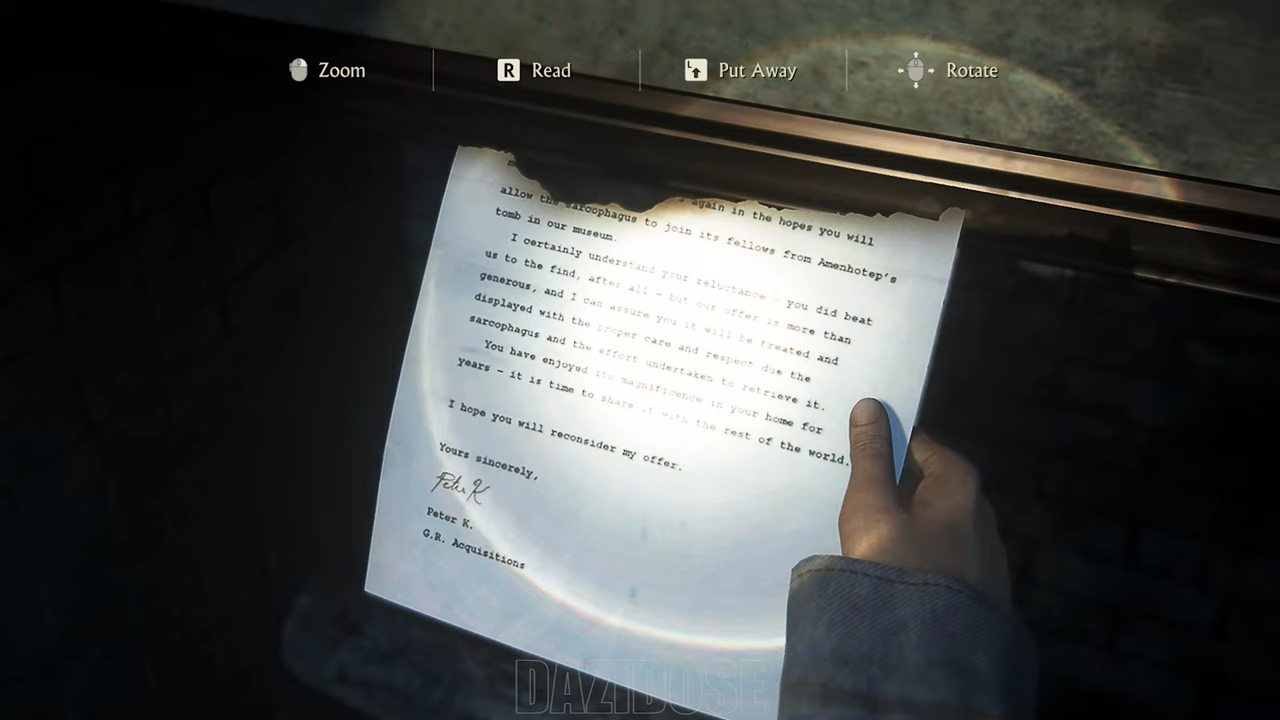 Zoom
R Read
L Put Away
Rotate
again in the hopes you will
allow the sarcophagus to join its fellows from Amenhotep's
tomb in our museum.
I certainly understand your reluctance - you did beat
us to the find, after all - but our offer is more than
generous, and I can assure you it will be treated and
displayed with the proper care and respect due the
sarcophagus and the effort undertaken to retrieve it.
You have enjoyed its magnificence in your home for
years - it is time to share it with the rest of the world.
I hope you will reconsider my offer.
Yours sincerely,
Peter K
Peter K.
G.R. Acquisitions
DAZIDOSE